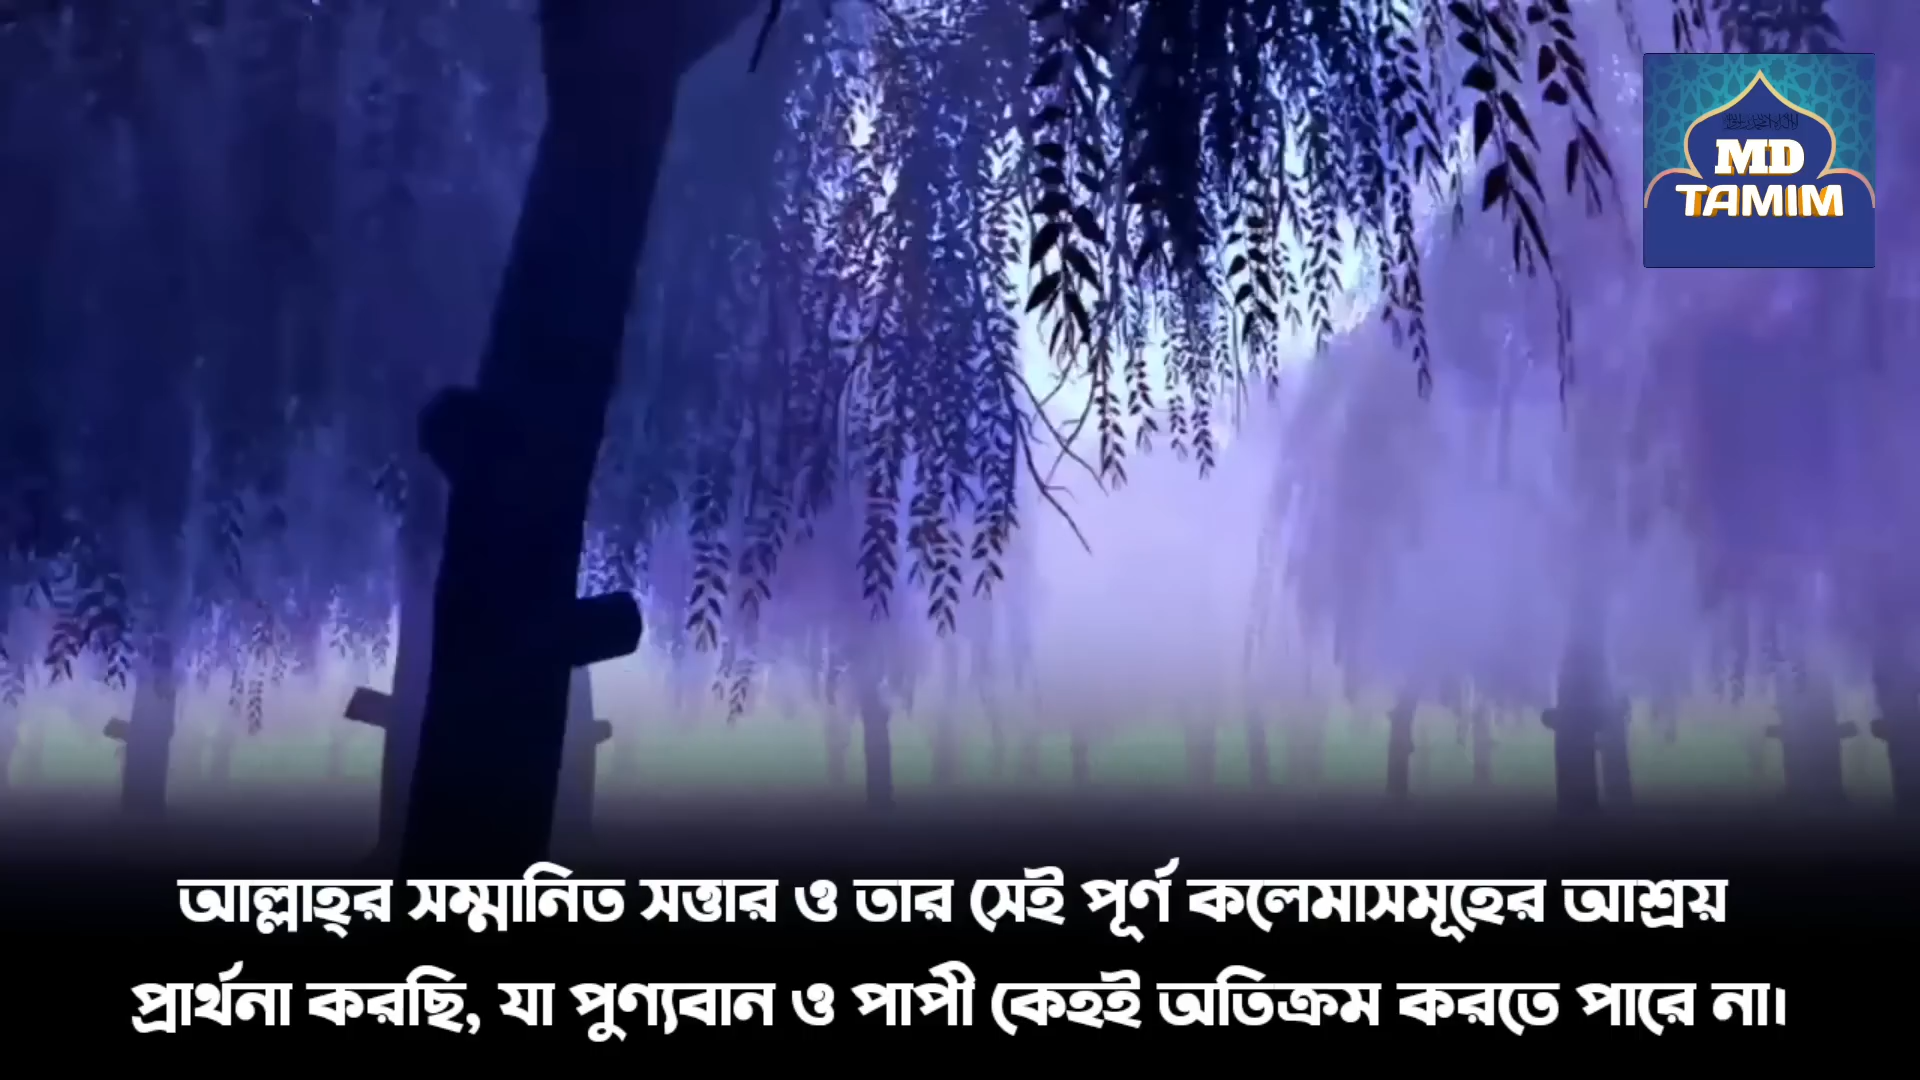 MD
TAMIM
আল্লাহ্‌র সম্মানিত সত্তার ও তার সেই পূর্ণ কলেমাসমূহের আশ্রয়
প্রার্থনা করছি, যা পুণ্যবান ও পাপী কেহই অতিক্রম করতে পারে না।